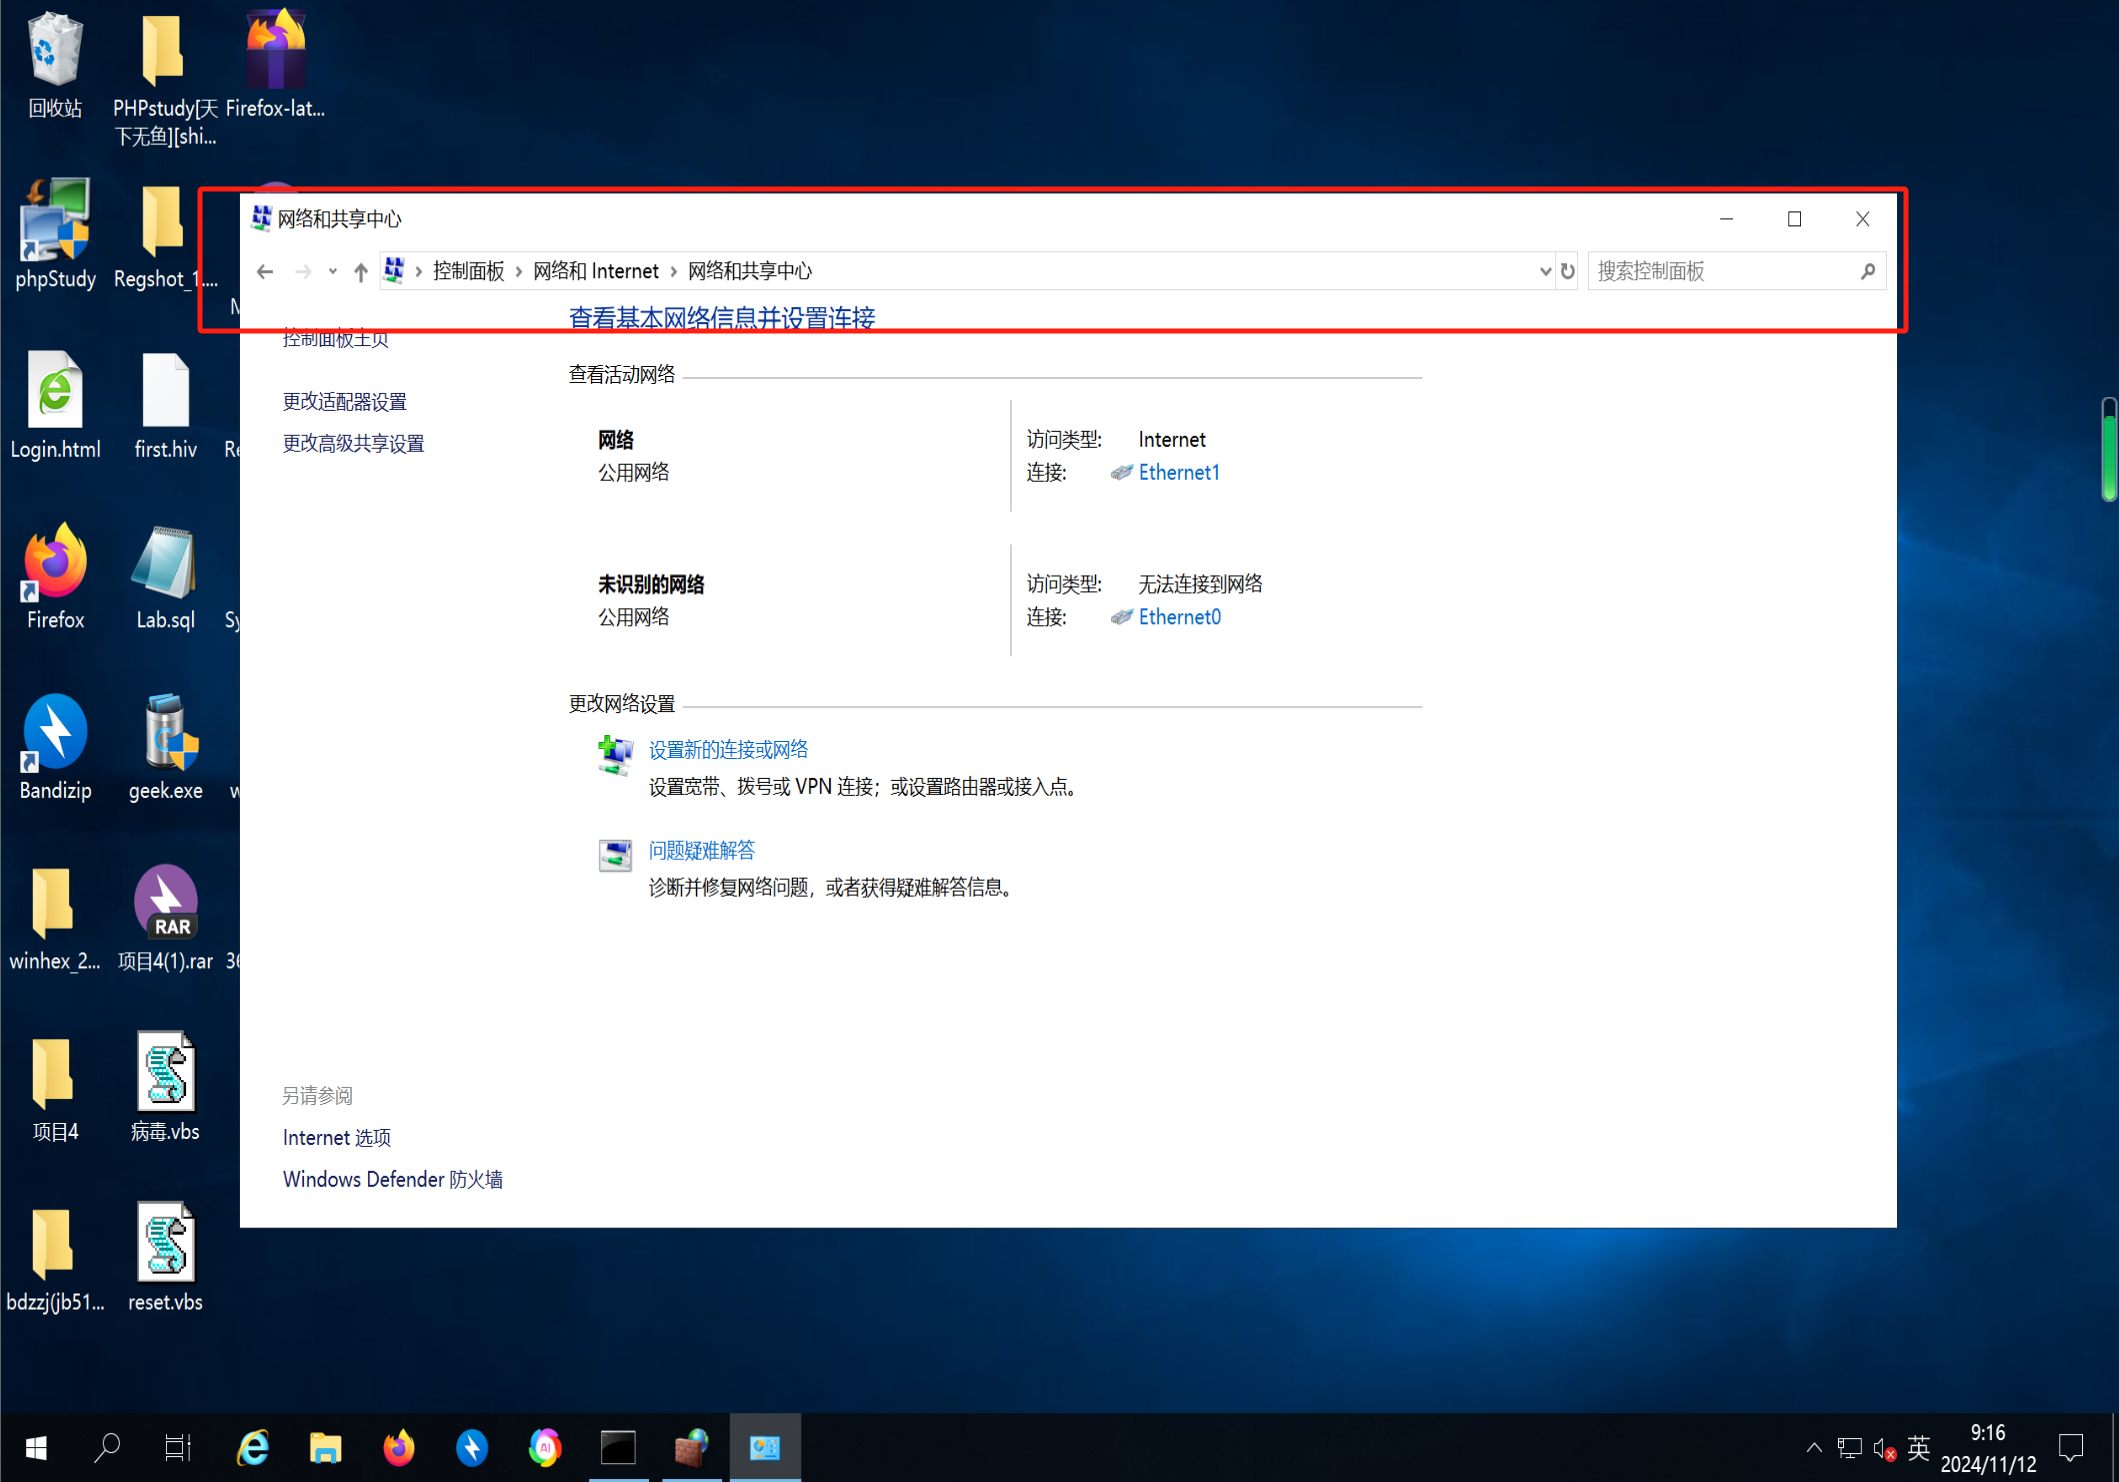 回收站
PHPstudy[天
下无鱼][shi...
Firefox-lat...
phpStudy
Regshot_1....
Login.html
first.hiv
Firefox
Lab.sql
Bandizip
geek.exe
winhex_2...
RAR
项目4(1).rar
项目4
病毒.vbs
bdzzj(jb51...
reset.vbs
网络和共享中心
控制面板 › 网络和 Internet › 网络和共享中心
搜索控制面板
控制面板主页
更改适配器设置
更改高级共享设置
查看基本网络信息并设置连接
查看活动网络
网络
公用网络
访问类型: Internet
连接: Ethernet1
未识别的网络
公用网络
访问类型: 无法连接到网络
连接: Ethernet0
更改网络设置
设置新的连接或网络
设置宽带、拨号或 VPN 连接；或设置路由器或接入点。
问题疑难解答
诊断并修复网络问题，或者获得疑难解答信息。
另请参阅
Internet 选项
Windows Defender 防火墙
AI
英
9:16
2024/11/12